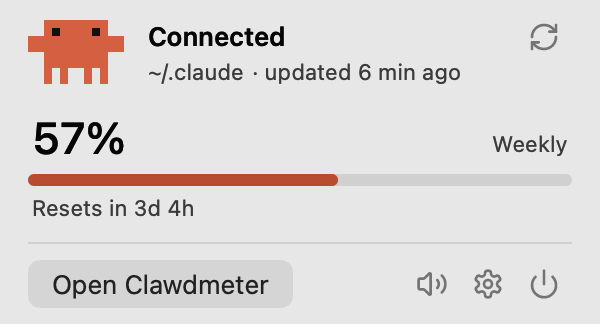 Connected
~/.claude · updated 6 min ago
57%
Weekly
Resets in 3d 4h
Open Clawdmeter